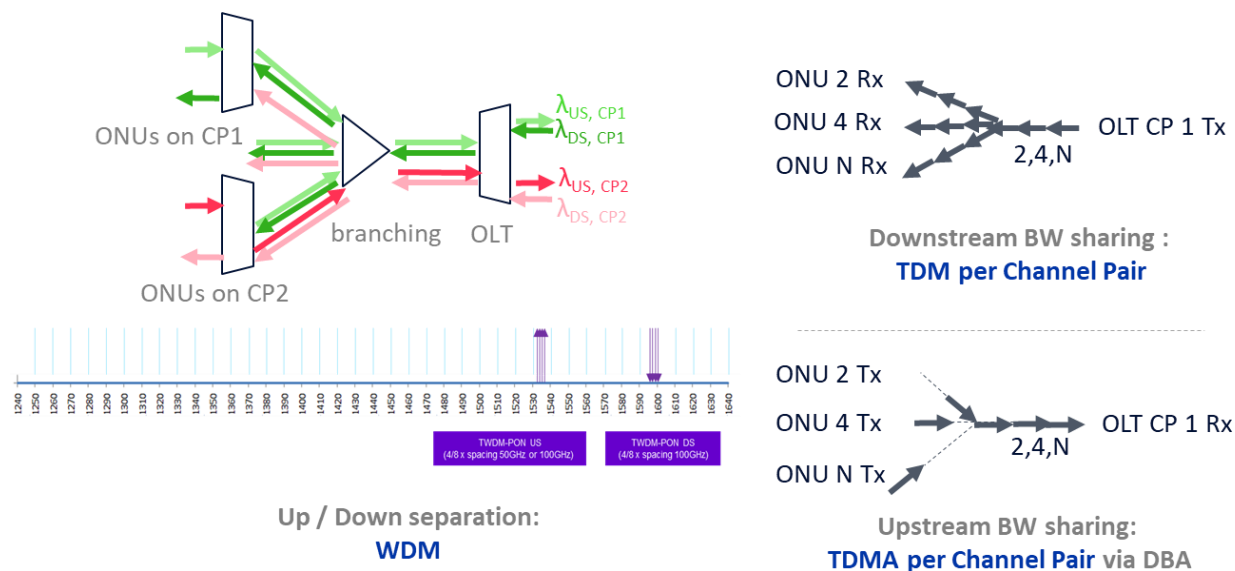 λUS, CP1
λDS, CP1
λUS, CP2
λDS, CP2
ONUs on CP1
branching
OLT
ONUs on CP2
1240 1250 1260 1270 1280 1290 1300 1310 1320 1330 1340 1350 1360 1370 1380 1390 1400 1410 1420 1430 1440 1450 1460 1470 1480 1490 1500 1510 1520 1530 1540 1550 1560 1570 1580 1590 1600 1610 1620 1630 1640
TWDM-PON US
(4/8 x spacing 50GHz or 100GHz)
TWDM-PON DS
(4/8 x spacing 100GHz)
Up / Down separation:
WDM
ONU 2 Rx
ONU 4 Rx
ONU N Rx
OLT CP 1 Tx
2,4,N
Downstream BW sharing :
TDM per Channel Pair
ONU 2 Tx
ONU 4 Tx
ONU N Tx
OLT CP 1 Rx
2,4,N
Upstream BW sharing:
TDMA per Channel Pair via DBA